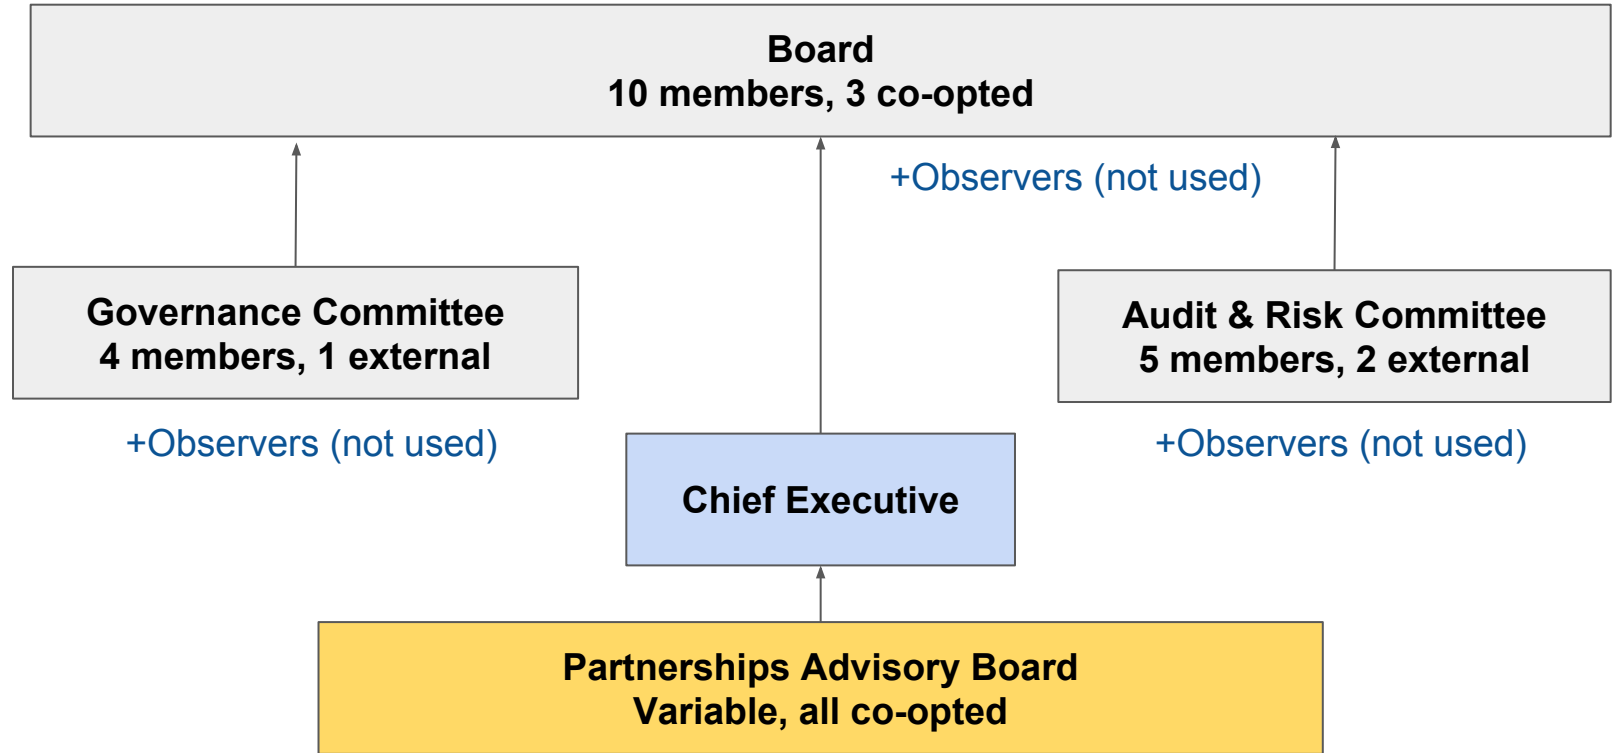 Board
10 members, 3 co-opted
+Observers (not used)
Governance Committee
4 members, 1 external
+Observers (not used)
Audit & Risk Committee
5 members, 2 external
+Observers (not used)
Chief Executive
Partnerships Advisory Board
Variable, all co-opted